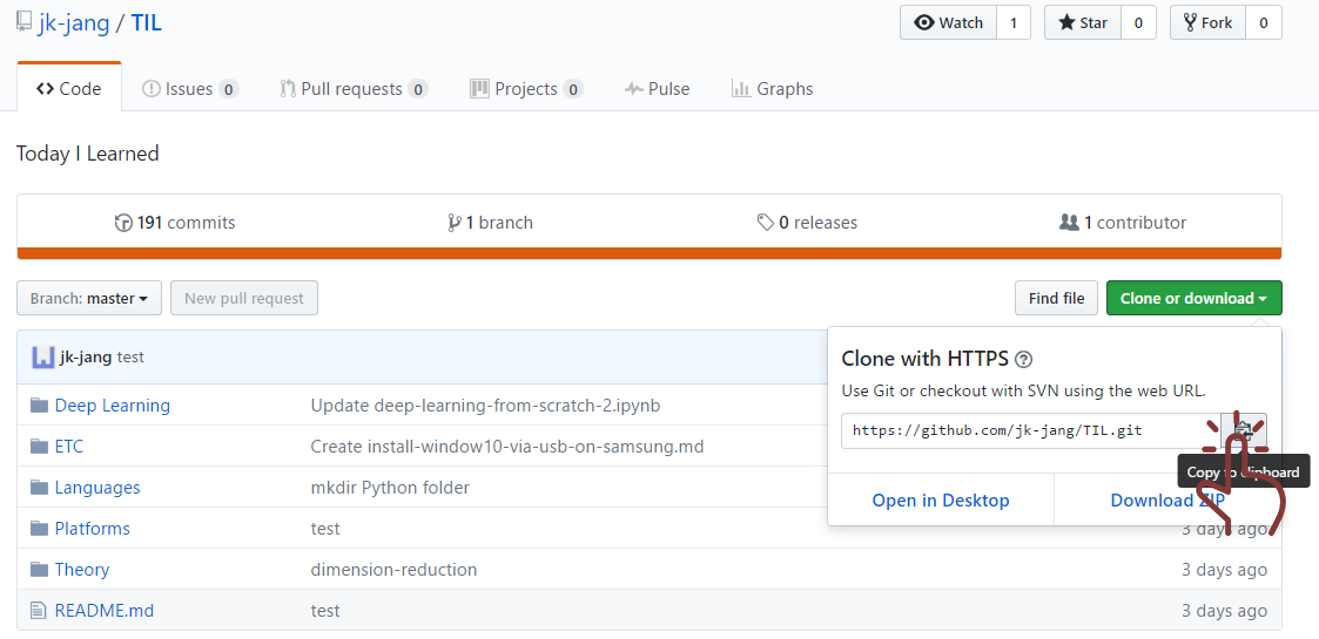 jk-jang / TIL
Watch 1 Star 0 Fork 0
Code Issues 0 Pull requests 0 Projects 0 Pulse Graphs
Today I Learned
191 commits 1 branch 0 releases 1 contributor
Branch: master New pull request Find file Clone or download
jk-jang test
Clone with HTTPS ?
Use Git or checkout with SVN using the web URL.
Deep Learning Update deep-learning-from-scratch-2.ipynb
https://github.com/jk-jang/TIL.git
ETC Create install-window10-via-usb-on-samsung.md
Copy to clipboard
Languages mkdir Python folder
Open in Desktop Download ZIP
Platforms test 3 days ago
Theory dimension-reduction 3 days ago
README.md test 3 days ago